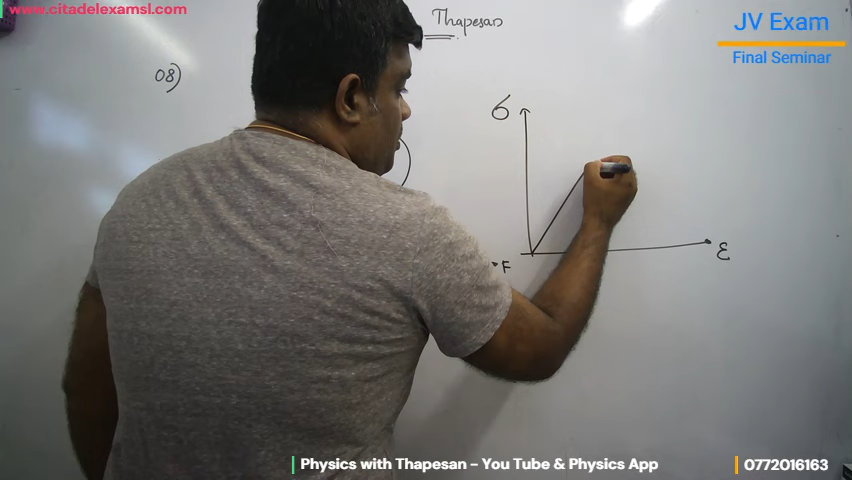 www.citadelexamsl.com
Thapesan
JV Exam
Final Seminar
08)
σ
ε
F
Physics with Thapesan – You Tube & Physics App
0772016163